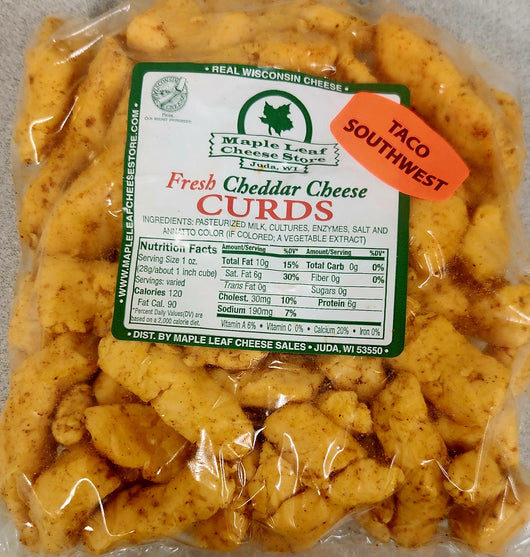 • REAL WISCONSIN CHEESE •
Maple Leaf
Cheese Store
Juda, WI
TACO
SOUTHWEST
Fresh Cheddar Cheese
CURDS
INGREDIENTS: PASTEURIZED MILK, CULTURES, ENZYMES, SALT AND
ANNATTO COLOR (IF COLORED; A VEGETABLE EXTRACT)
Nutrition Facts
Serving Size 1 oz.
(28g/about 1 inch cube)
Servings: varied
Calories 120
Fat Cal. 90
*Percent Daily Values(DV) are
based on a 2,000 calorie diet.
Amount/Serving %DV* Amount/Serving %DV*
Total Fat 10g 15% Total Carb 0g 0%
Sat. Fat 6g 30% Fiber 0g 0%
Trans Fat 0g Sugars 0g
Cholest. 30mg 10% Protein 6g
Sodium 190mg 7%
Vitamin A 6% • Vitamin C 0% • Calcium 20% • Iron 0%
• WWW.MAPLELEAFCHEESESTORE.COM •
• DIST. BY MAPLE LEAF CHEESE SALES • JUDA, WI 53550 •